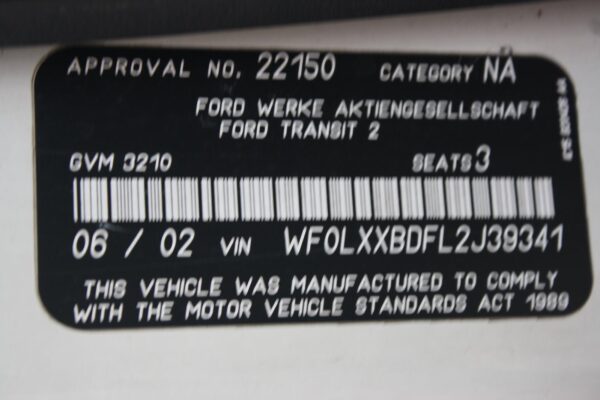 APPROVAL NO. 22150 CATEGORY NA
FORD WERKE AKTIENGESELLSCHAFT
FORD TRANSIT 2
GVM 3210 SEATS 3
06 / 02 VIN WF0LXXBDFL2J39341
THIS VEHICLE WAS MANUFACTURED TO COMPLY
WITH THE MOTOR VEHICLE STANDARDS ACT 1989